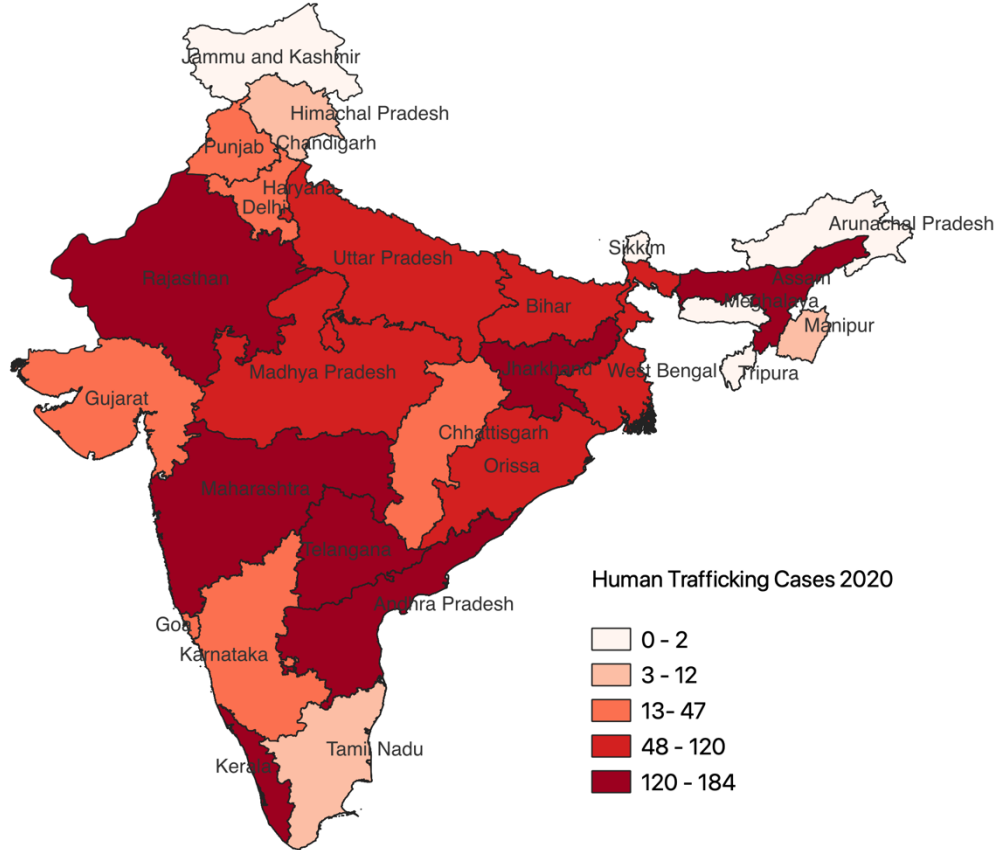 Jammu and Kashmir
Himachal Pradesh
Chandigarh
Punjab
Haryana
Delhi
Arunachal Pradesh
Sikkim
Uttar Pradesh
Rajasthan
Assam
Meghalaya
Bihar
Manipur
Jharkhand
West Bengal
Tripura
Madhya Pradesh
Gujarat
Chhattisgarh
Orissa
Maharashtra
Telangana
Andhra Pradesh
Goa
Karnataka
Tamil Nadu
Kerala
Human Trafficking Cases 2020
0 - 2
3 - 12
13- 47
48 - 120
120 - 184